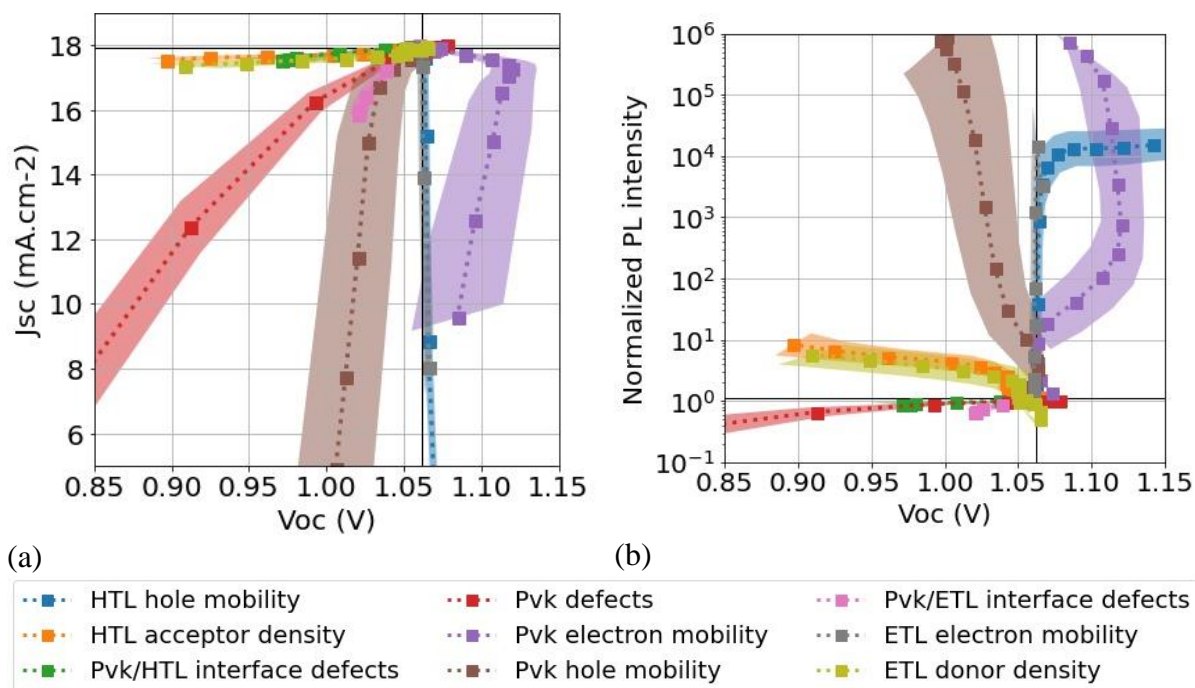 Jsc (mA.cm-2)
18
16
14
12
10
8
6
0.85 0.90 0.95 1.00 1.05 1.10 1.15
Voc (V)
(a)
Normalized PL intensity
10^6
10^5
10^4
10^3
10^2
10^1
10^0
10^-1
0.85 0.90 0.95 1.00 1.05 1.10 1.15
Voc (V)
(b)
HTL hole mobility
HTL acceptor density
Pvk/HTL interface defects
Pvk defects
Pvk electron mobility
Pvk hole mobility
Pvk/ETL interface defects
ETL electron mobility
ETL donor density